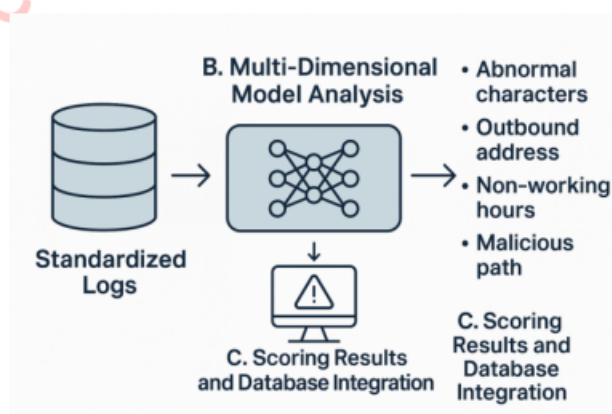 B. Multi-Dimensional
Model Analysis
• Abnormal
characters
• Outbound
address
• Non-working
hours
• Malicious
path
Standardized
Logs
C. Scoring Results
and Database Integration
C. Scoring
Results and
Database
Integration